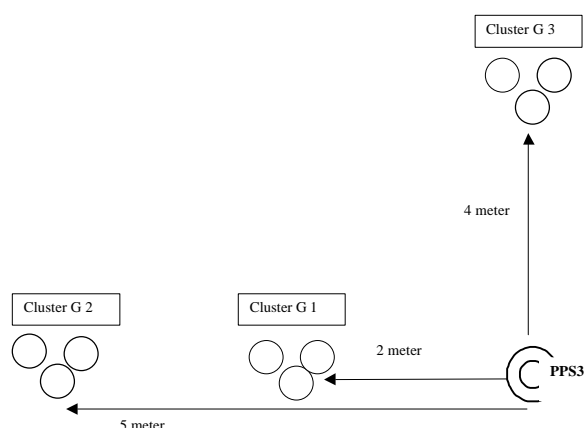 Cluster G 3
4 meter
Cluster G 2
Cluster G 1
2 meter
PPS3
5 meter